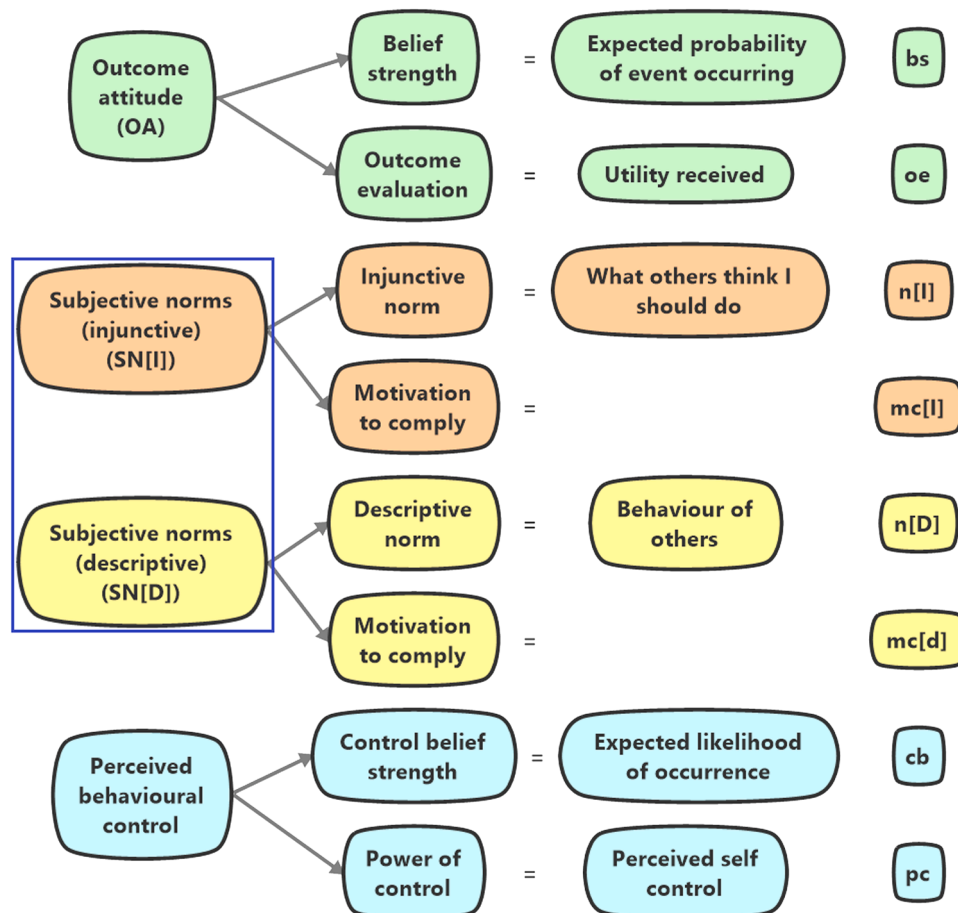 Outcome
attitude
(OA)
Belief
strength
=
Expected probability
of event occurring
bs
Outcome
evaluation
=
Utility received
oe
Subjective norms
(injunctive)
(SN[I])
Injunctive
norm
=
What others think I
should do
n[I]
Motivation
to comply
=
mc[I]
Subjective norms
(descriptive)
(SN[D])
Descriptive
norm
=
Behaviour of
others
n[D]
Motivation
to comply
=
mc[d]
Perceived
behavioural
control
Control belief
strength
=
Expected likelihood
of occurrence
cb
Power of
control
=
Perceived self
control
pc